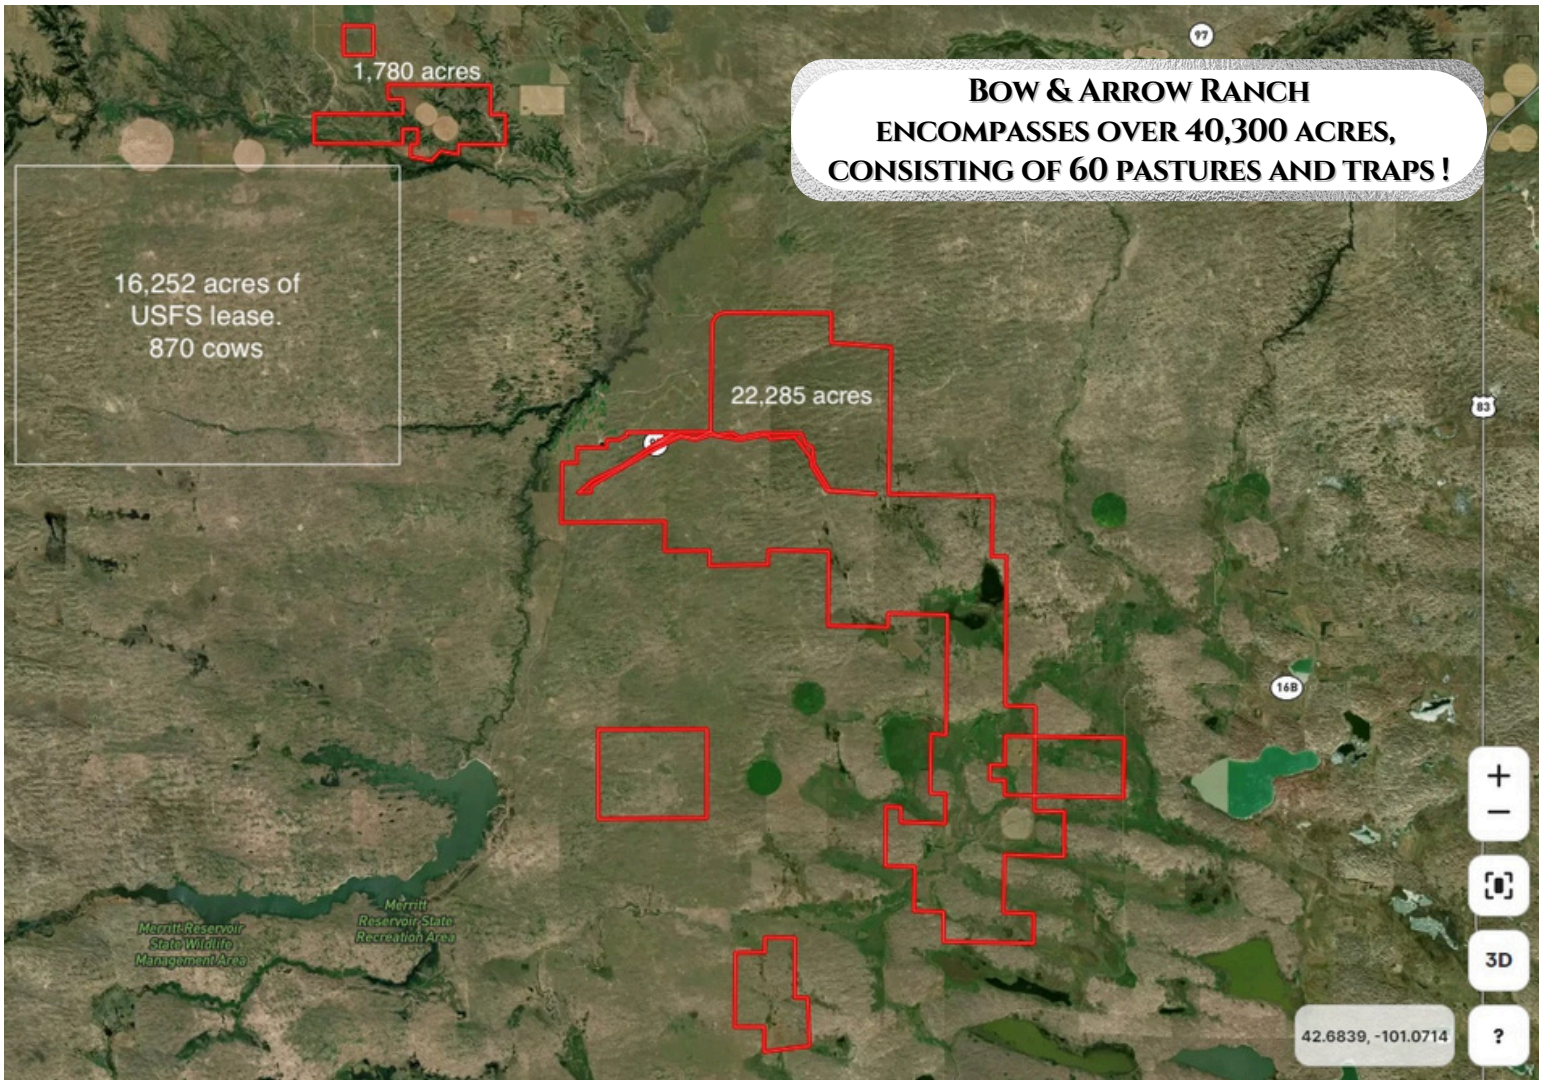 97
1,780 acres
Bow & Arrow Ranch
encompasses over 40,300 acres,
consisting of 60 pastures and traps !
16,252 acres of
USFS lease.
870 cows
22,285 acres
83
16B
Merritt
Reservoir State
Recreation Area
Merritt Reservoir
State Wildlife
Management Area
+
−
3D
42.6839, -101.0714
?